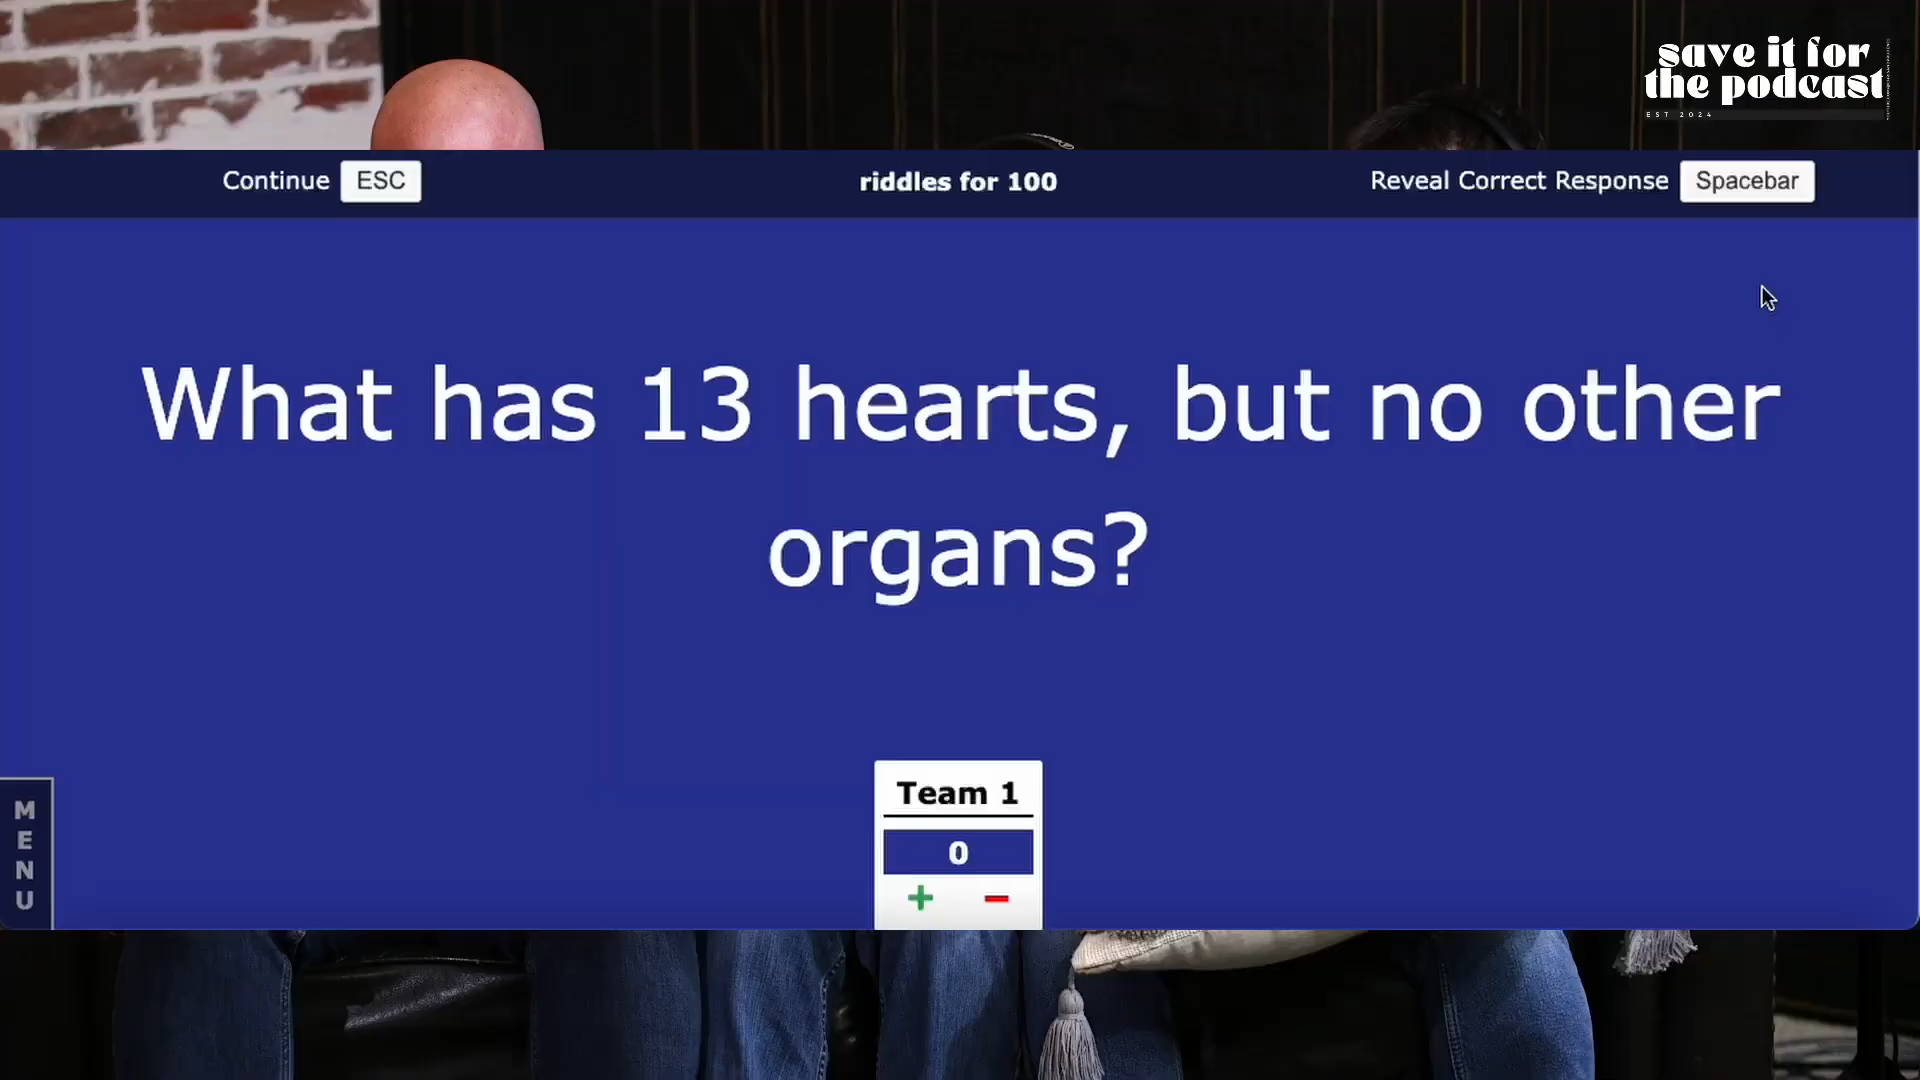 save it for
the podcast
EST 2024
Continue ESC riddles for 100 Reveal Correct Response Spacebar
What has 13 hearts, but no other
organs?
MENU
Team 1
0
+ −